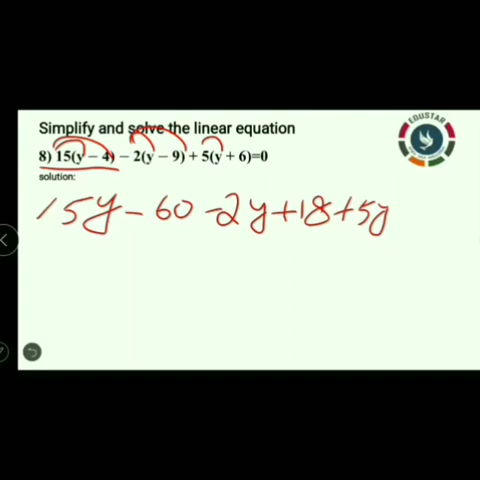 Simplify and solve the linear equation
8) 15(y − 4) − 2(y − 9) + 5(y + 6)=0
solution:
15y - 60 - 2y + 18 + 5y
EDUSTAR